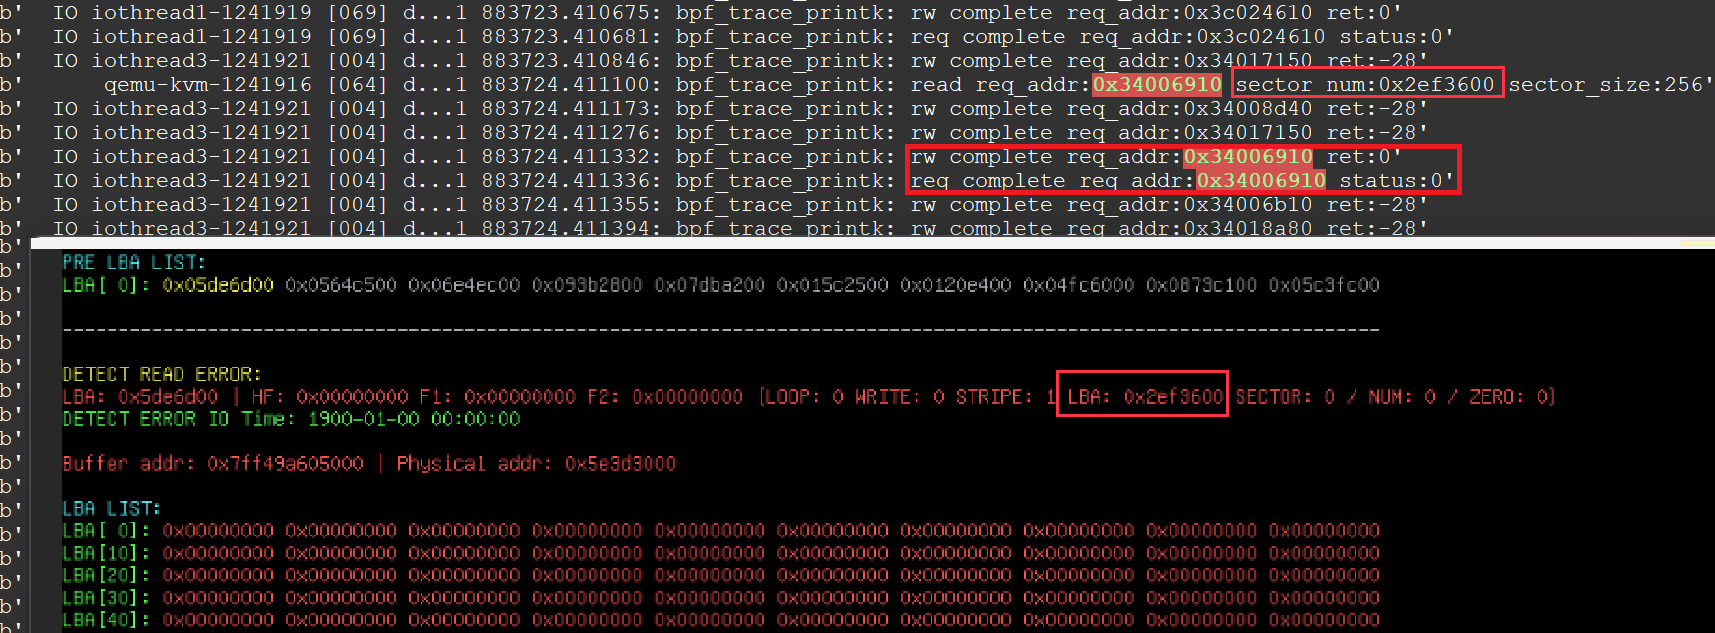 b'   IO iothread1-1241919 [069] d...1 883723.410675: bpf_trace_printk: rw complete req_addr:0x3c024610 ret:0'
b'   IO iothread1-1241919 [069] d...1 883723.410681: bpf_trace_printk: req complete req_addr:0x3c024610 status:0'
b'   IO iothread3-1241921 [004] d...1 883723.410846: bpf_trace_printk: rw complete req_addr:0x34017150 ret:-28'
b'        qemu-kvm-1241916 [064] d...1 883724.411100: bpf_trace_printk: read req_addr:0x34006910 sector num:0x2ef3600 sector_size:256'
b'   IO iothread3-1241921 [004] d...1 883724.411173: bpf_trace_printk: rw complete req_addr:0x34008d40 ret:-28'
b'   IO iothread3-1241921 [004] d...1 883724.411276: bpf_trace_printk: rw complete req_addr:0x34017150 ret:-28'
b'   IO iothread3-1241921 [004] d...1 883724.411332: bpf_trace_printk: rw complete req_addr:0x34006910 ret:0'
b'   IO iothread3-1241921 [004] d...1 883724.411336: bpf_trace_printk: req complete req_addr:0x34006910 status:0'
b'   IO iothread3-1241921 [004] d...1 883724.411355: bpf_trace_printk: rw complete req_addr:0x34006b10 ret:-28'
b'   IO iothread3-1241921 [004] d...1 883724.411394: bpf_trace_printk: rw complete req_addr:0x34018a80 ret:-28'
b'
b' PRE LBA LIST:
b' LBA[ 0]: 0x05de6d00 0x0564c500 0x06e4ec00 0x093b2800 0x07dba200 0x015c2500 0x0120e400 0x04fc6000 0x0873c100 0x05c3fc00
b'
b' ----------------------------------------------------------------------------------------------------------------------
b'
b' DETECT READ ERROR:
b' LBA: 0x5de6d00 | HF: 0x00000000 F1: 0x00000000 F2: 0x00000000 [LOOP: 0 WRITE: 0 STRIPE: 1 LBA: 0x2ef3600 SECTOR: 0 / NUM: 0 / ZERO: 0]
b' DETECT ERROR IO Time: 1900-01-00 00:00:00
b'
b' Buffer addr: 0x7ff49a605000 | Physical addr: 0x5e3d3000
b'
b' LBA LIST:
b' LBA[ 0]: 0x00000000 0x00000000 0x00000000 0x00000000 0x00000000 0x00000000 0x00000000 0x00000000 0x00000000 0x00000000
b' LBA[10]: 0x00000000 0x00000000 0x00000000 0x00000000 0x00000000 0x00000000 0x00000000 0x00000000 0x00000000 0x00000000
b' LBA[20]: 0x00000000 0x00000000 0x00000000 0x00000000 0x00000000 0x00000000 0x00000000 0x00000000 0x00000000 0x00000000
b' LBA[30]: 0x00000000 0x00000000 0x00000000 0x00000000 0x00000000 0x00000000 0x00000000 0x00000000 0x00000000 0x00000000
b' LBA[40]: 0x00000000 0x00000000 0x00000000 0x00000000 0x00000000 0x00000000 0x00000000 0x00000000 0x00000000 0x00000000